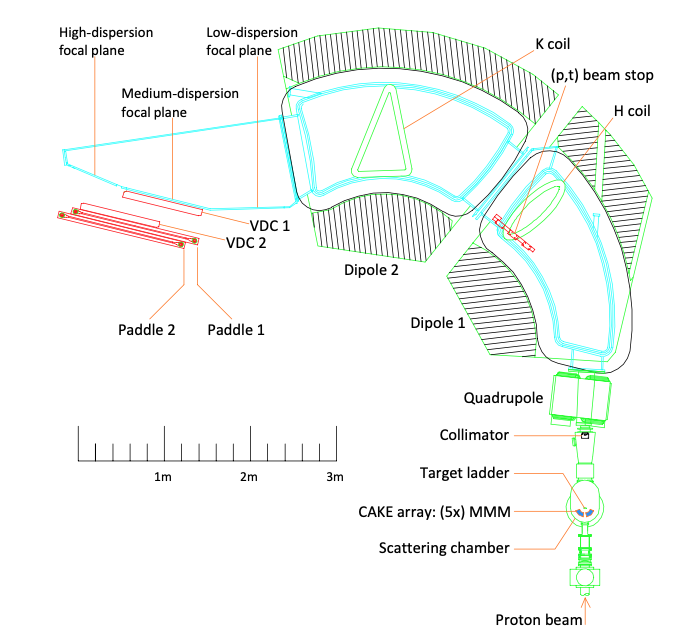 High-dispersion
focal plane
Low-dispersion
focal plane
K coil
(p,t) beam stop
Medium-dispersion
focal plane
H coil
VDC 1
VDC 2
Dipole 2
Paddle 2
Paddle 1
Dipole 1
Quadrupole
Collimator
1m
2m
3m
Target ladder
CAKE array: (5x) MMM
Scattering chamber
Proton beam